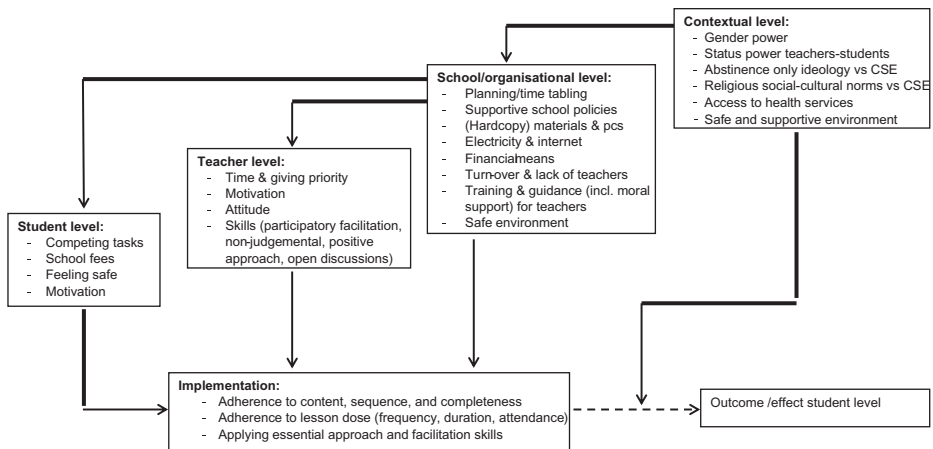 Contextual level:
- Gender power
- Status power teachers-students
- Abstinence only ideology vs CSE
- Religious social-cultural norms vs CSE
- Access to health services
- Safe and supportive environment
School/organisational level:
- Planning/time tabling
- Supportive school policies
- (Hardcopy) materials & pcs
- Electricity & internet
- Financialmeans
- Turn-over & lack of teachers
- Training & guidance (incl. moral
support) for teachers
- Safe environment
Teacher level:
- Time & giving priority
- Motivation
- Attitude
- Skills (participatory facilitation,
non-judgemental, positive
approach, open discussions)
Student level:
- Competing tasks
- School fees
- Feeling safe
- Motivation
Implementation:
- Adherence to content, sequence, and completeness
- Adherence to lesson dose (frequency, duration, attendance)
- Applying essential approach and facilitation skills
Outcome /effect student level